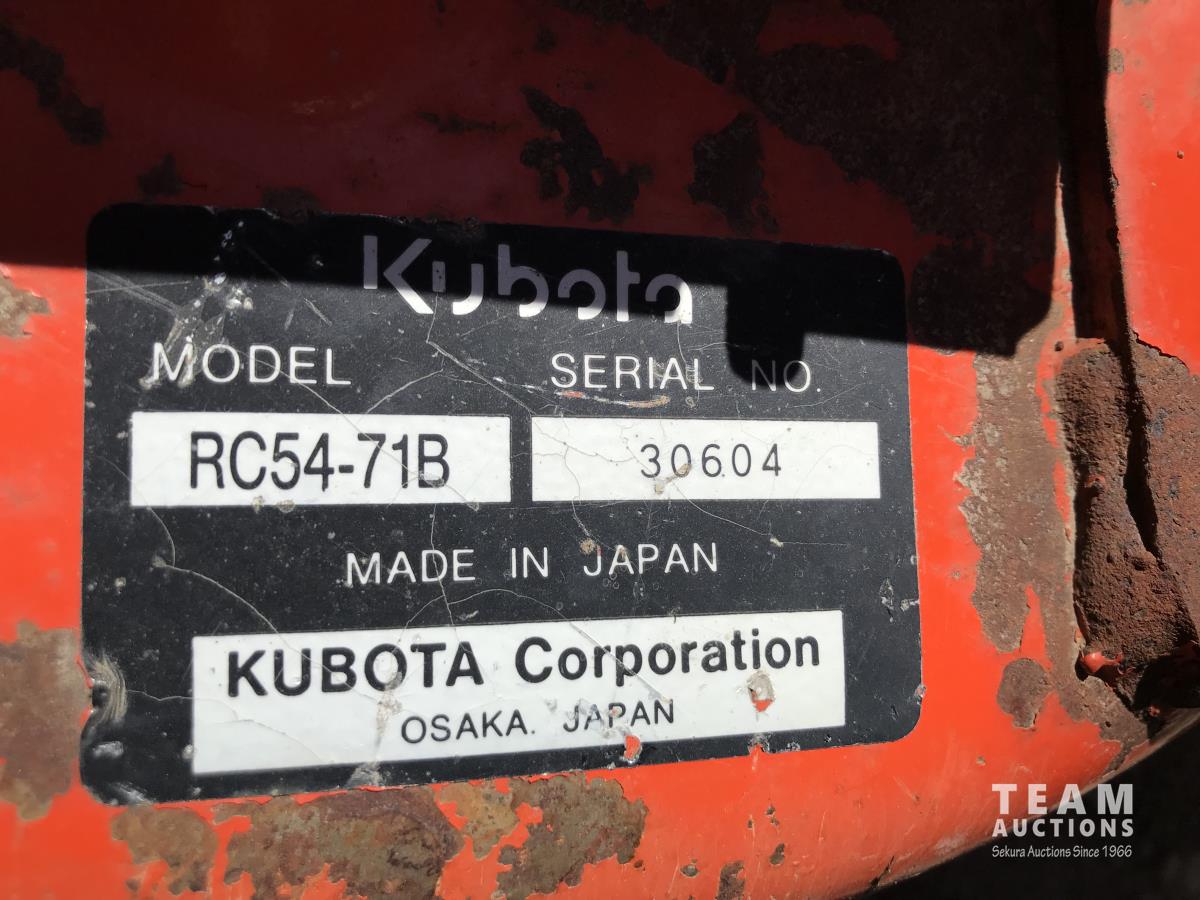 Kubota
MODEL SERIAL NO.
RC54-71B 30604
MADE IN JAPAN
KUBOTA Corporation
OSAKA. JAPAN
TEAM
AUCTIONS
Sekura Auctions Since 1966